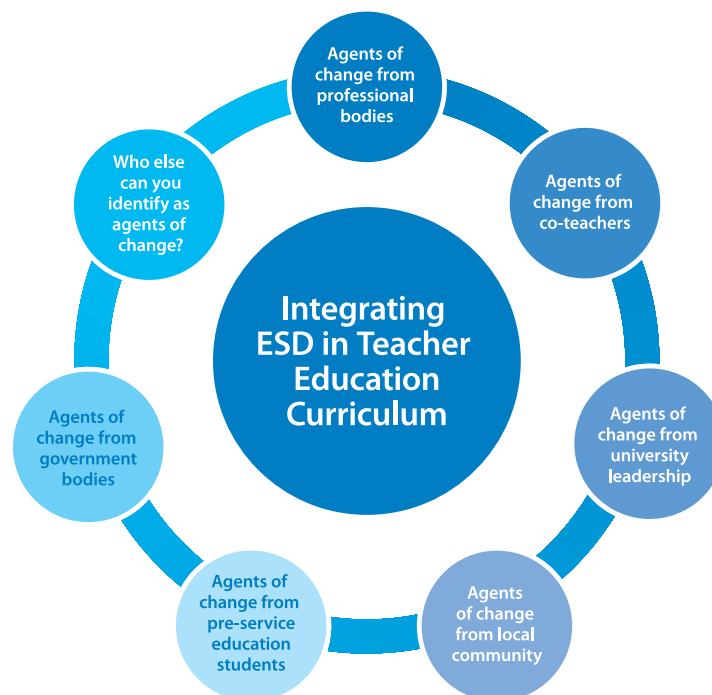 Agents of
change from
professional
bodies
Who else
can you
identify as
agents of
change?
Agents of
change from
co-teachers
Integrating
ESD in Teacher
Education
Curriculum
Agents of
change from
government
bodies
Agents of
change from
university
leadership
Agents of
change from
pre-service
education
students
Agents
of change
from local
community